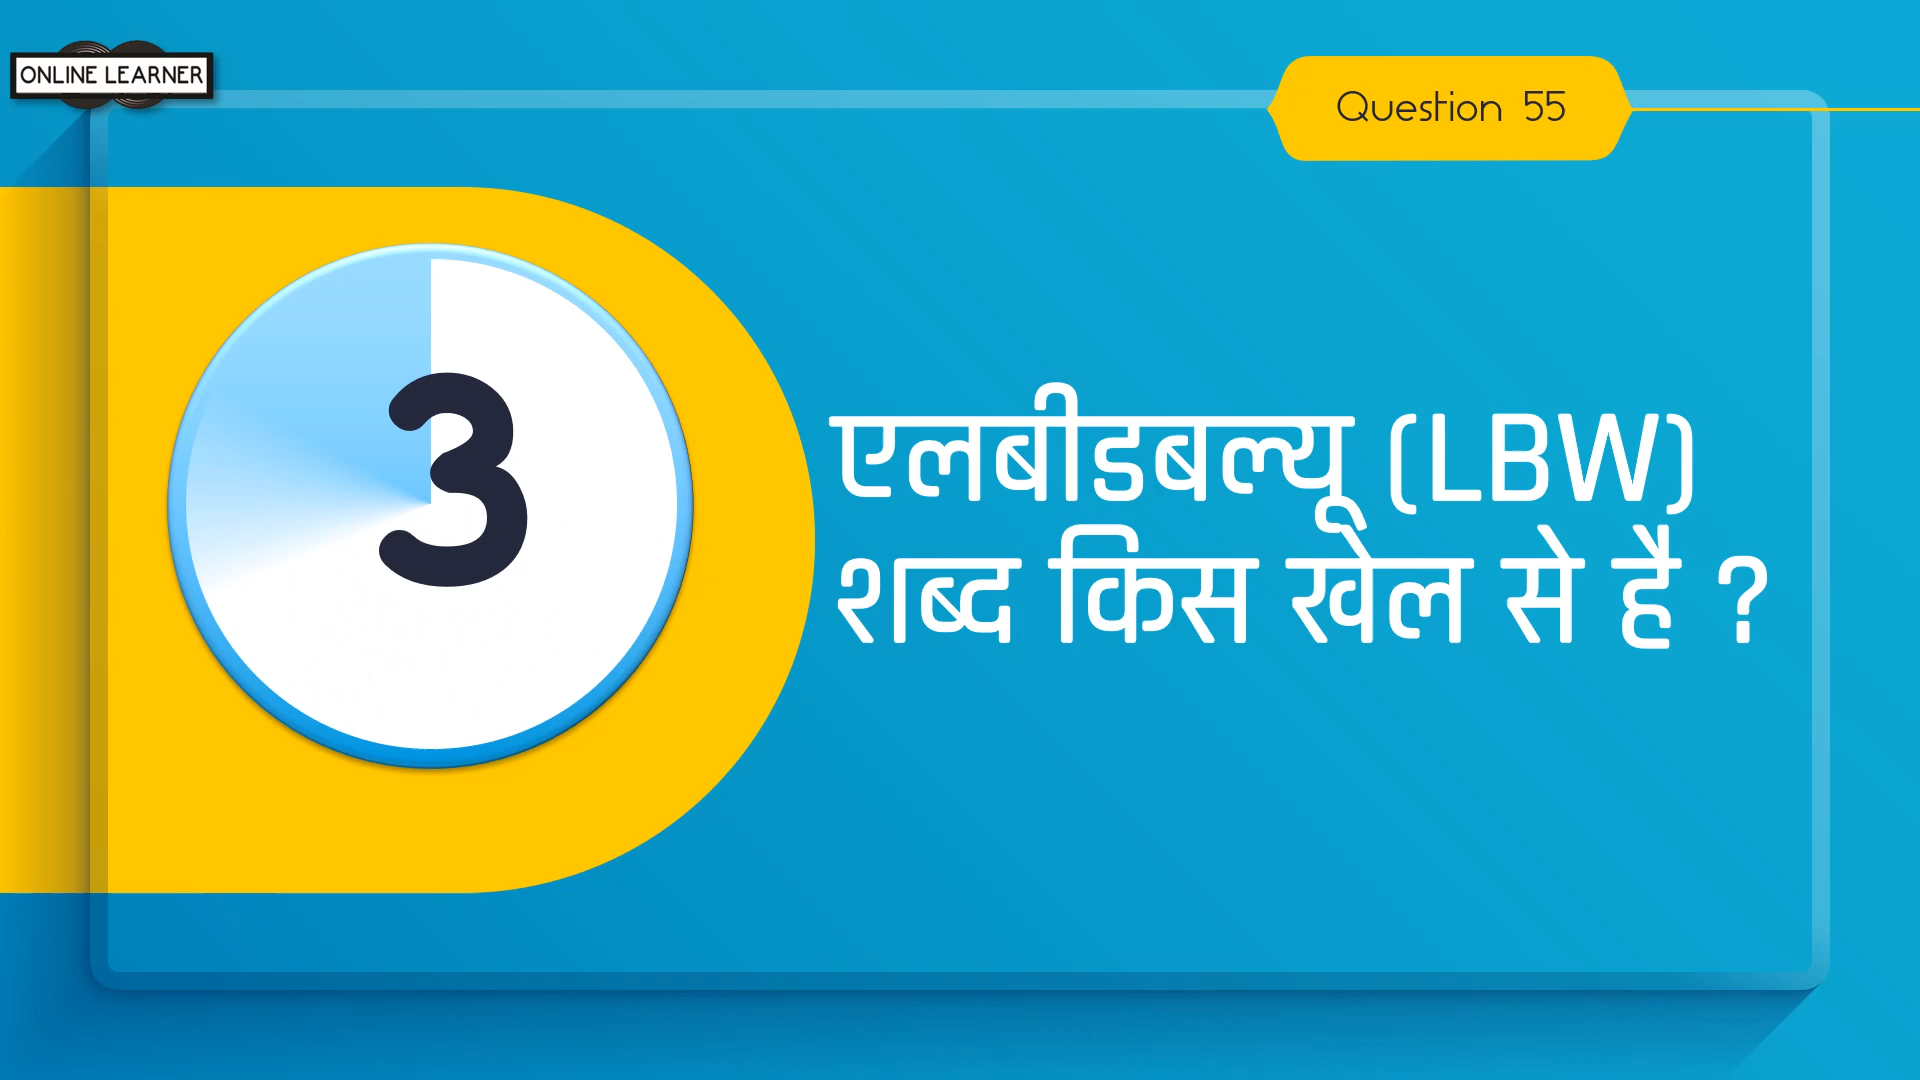 ONLINE LEARNER
Question 55
3
एलबीडबल्यू (LBW)
शब्द किस खेल से है ?